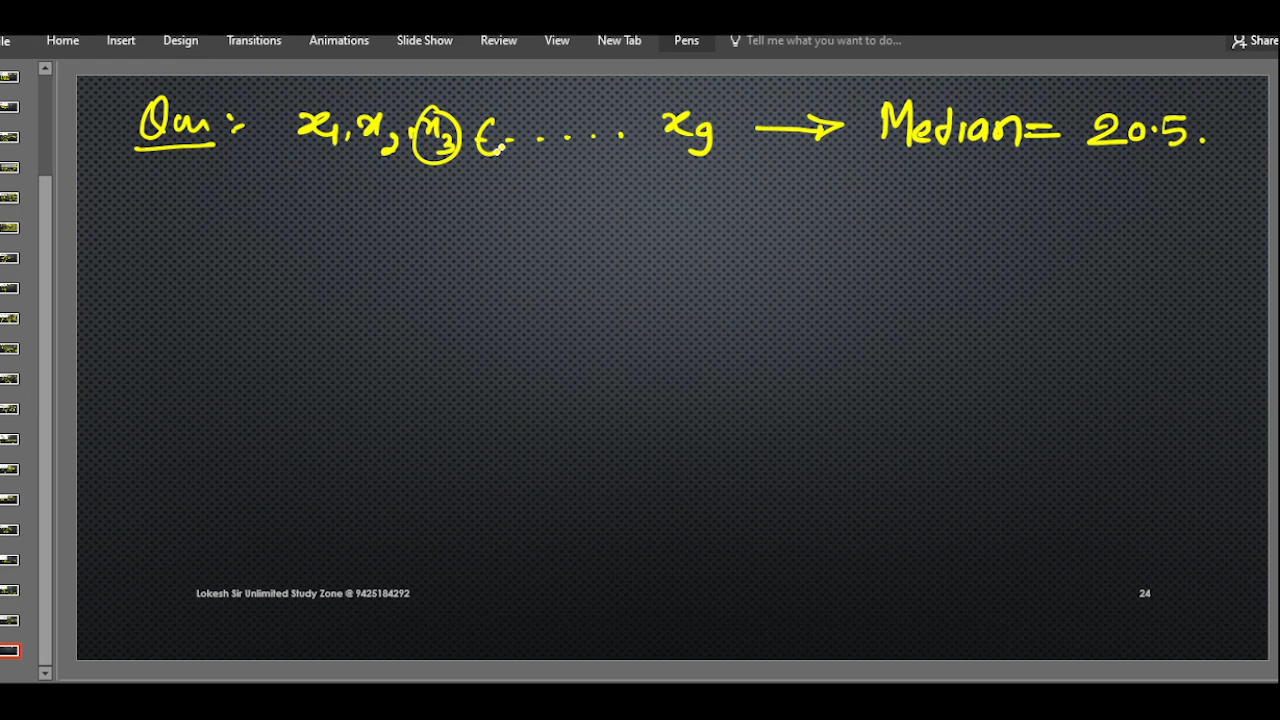 Home Insert Design Transitions Animations Slide Show Review View New Tab Pens Tell me what you want to do... Share
Qun:- x1, x2, x3, ..... x9 → Median = 20.5.
Lokesh Sir Unlimited Study Zone @ 9425184292
24